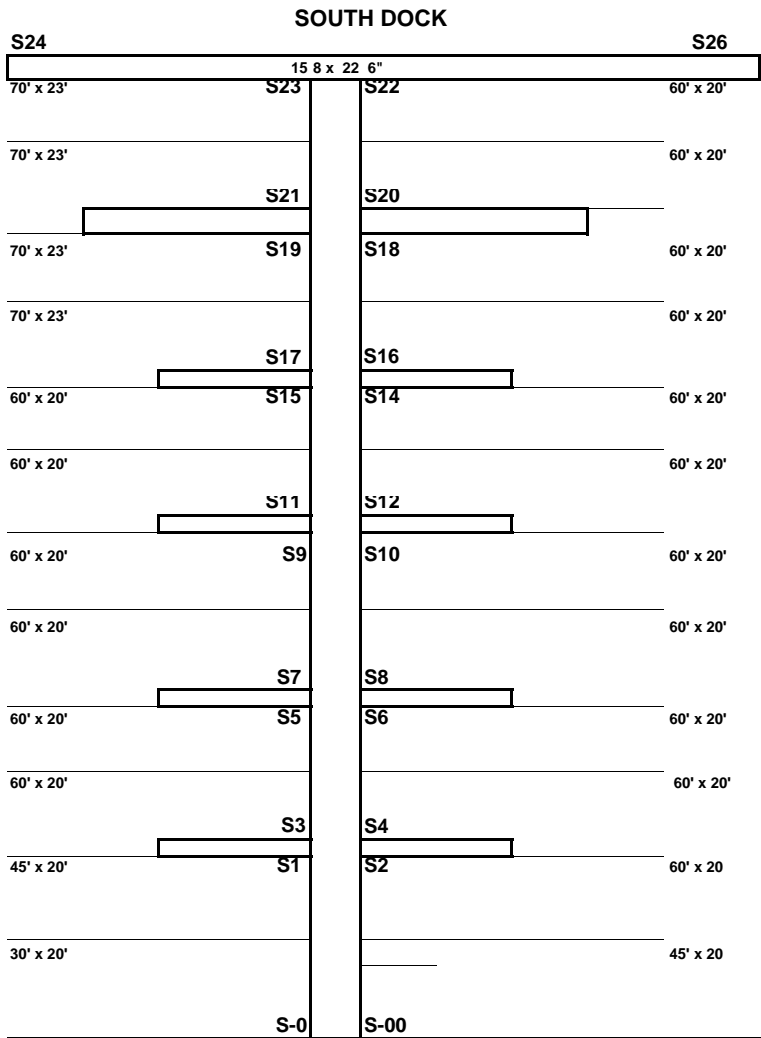 SOUTH DOCK
S24 S26
15 8 x 22 6"
70' x 23' S23 S22 60' x 20'
70' x 23' 60' x 20'
S21 S20
70' x 23' S19 S18 60' x 20'
70' x 23' 60' x 20'
S17 S16
60' x 20' S15 S14 60' x 20'
60' x 20' 60' x 20'
S11 S12
60' x 20' S9 S10 60' x 20'
60' x 20' 60' x 20'
S7 S8
60' x 20' S5 S6 60' x 20'
60' x 20' 60' x 20'
S3 S4
45' x 20' S1 S2 60' x 20
30' x 20' 45' x 20
S-0 S-00